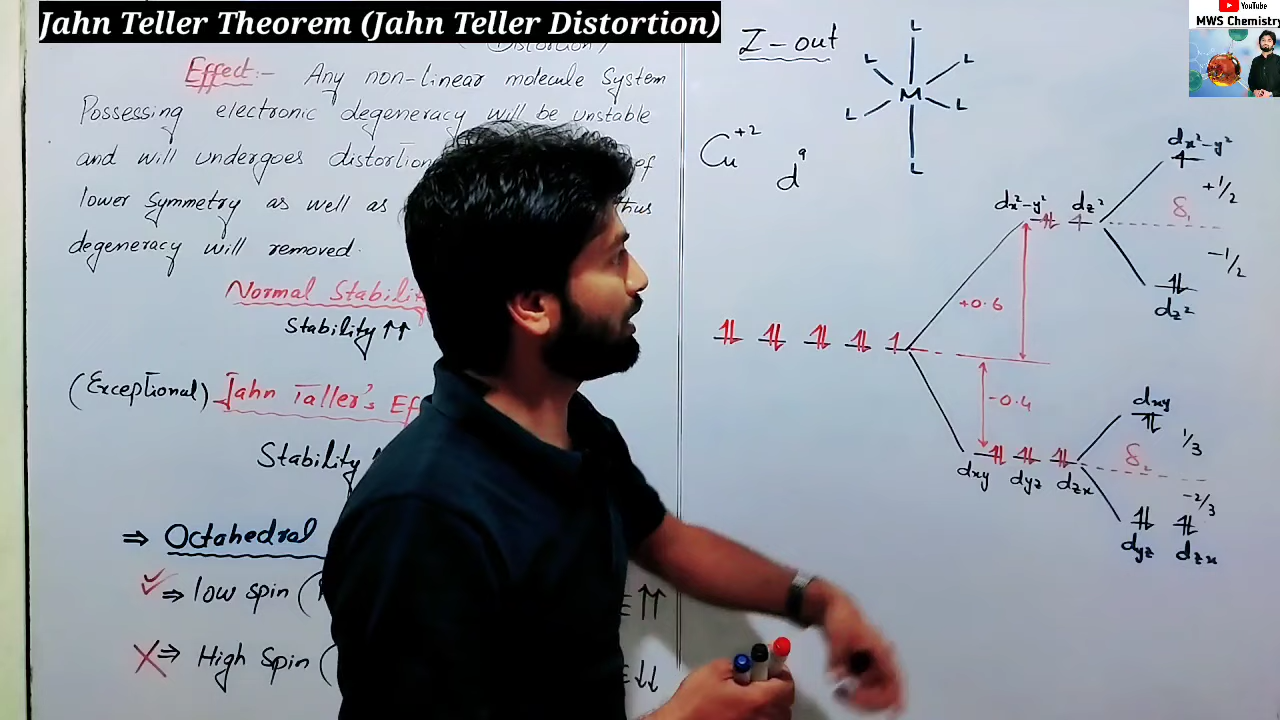 Jahn Teller Theorem (Jahn Teller Distortion)
YouTube
MWS Chemistry
Effect:- Any non-linear molecule System
Possessing electronic degeneracy will be unstable
and will undergoes distortion of
lower Symmetry as well as thus
degeneracy will removed.
Normal Stabili
Stability ↑↑
(Exceptional) Jahn Taller's Ef
Stability
⇒ Octahedral
⇒ low spin (
↑↑
⇒ High Spin (
↓↓
Z-out
L
L L
M
L L
L
Cu+2
d9
dx²-y²
+1/2
dx²-y² dz²
δ1
-1/2
dz²
+0.6
-0.4
dxy
1/3
δ2
dxy dyz dzx
-2/3
dyz dzx